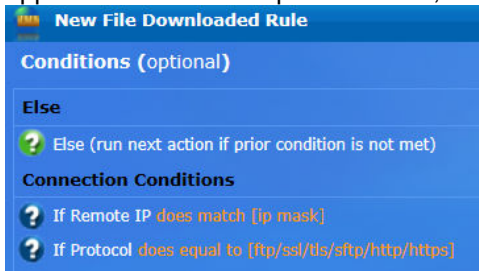 New File Downloaded Rule
Conditions (optional)
Else
Else (run next action if prior condition is not met)
Connection Conditions
If Remote IP does match [ip mask]
If Protocol does equal to [ftp/ssl/tls/sftp/http/https]